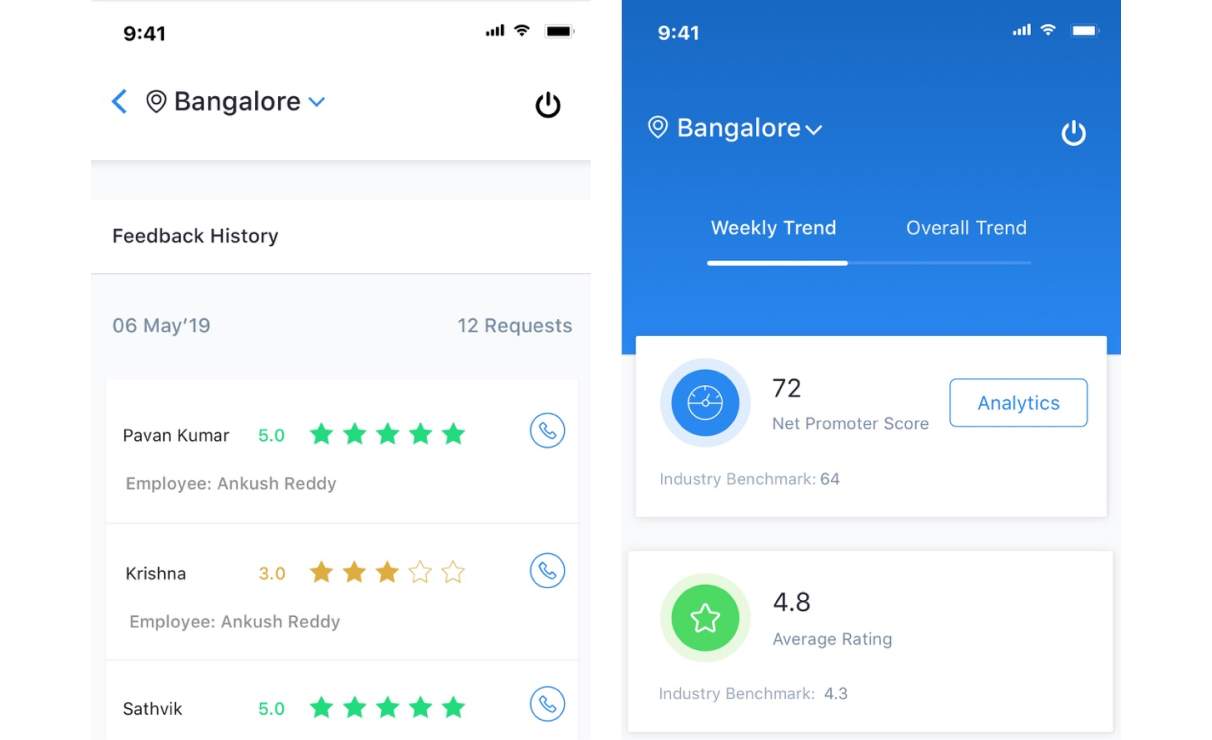 9:41
Bangalore
Feedback History
06 May'19 12 Requests
Pavan Kumar 5.0
Employee: Ankush Reddy
Krishna 3.0
Employee: Ankush Reddy
Sathvik 5.0
9:41
Bangalore
Weekly Trend Overall Trend
72
Net Promoter Score
Analytics
Industry Benchmark: 64
4.8
Average Rating
Industry Benchmark: 4.3